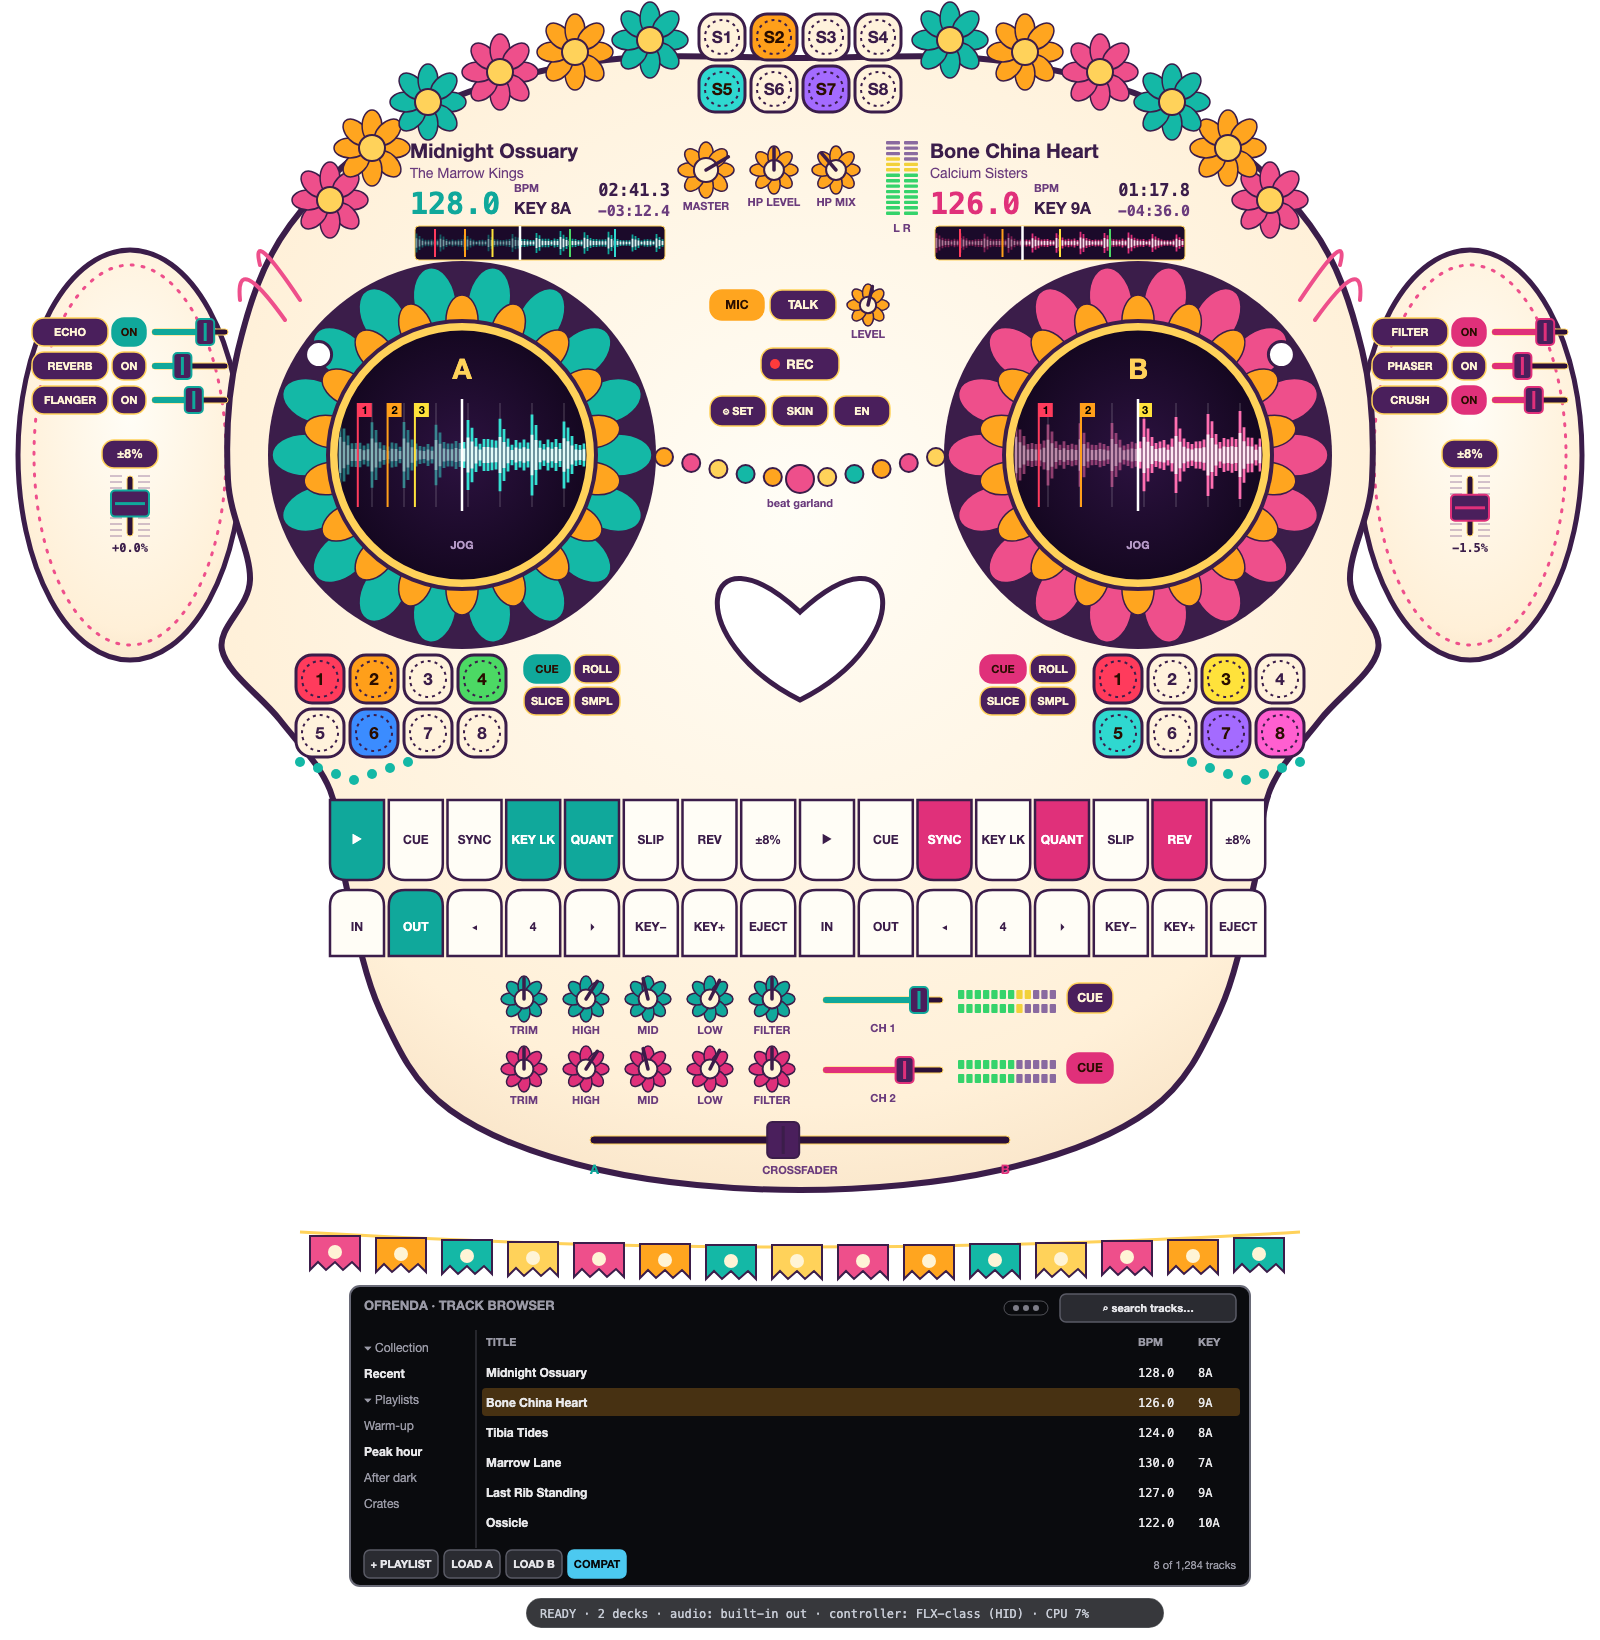 S1 S2 S3 S4
S5 S6 S7 S8
Midnight Ossuary
The Marrow Kings
128.0 BPM KEY 8A 02:41.3 −03:12.4
MASTER HP LEVEL HP MIX
L R
Bone China Heart
Calcium Sisters
126.0 BPM KEY 9A 01:17.8 −04:36.0
MIC TALK LEVEL
REC
⚙ SET SKIN EN
beat garland
ECHO ON
REVERB ON
FLANGER ON
±8%
+0.0%
A
1 2 3
JOG
B
1 2 3
JOG
FILTER ON
PHASER ON
CRUSH ON
±8%
−1.5%
1 2 3 4
5 6 7 8
CUE ROLL
SLICE SMPL
CUE ROLL
SLICE SMPL
1 2 3 4
5 6 7 8
▶ CUE SYNC KEY LK QUANT SLIP REV ±8% ▶ CUE SYNC KEY LK QUANT SLIP REV ±8%
IN OUT ◂ 4 ▸ KEY− KEY+ EJECT IN OUT ◂ 4 ▸ KEY− KEY+ EJECT
TRIM HIGH MID LOW FILTER CH 1 CUE
TRIM HIGH MID LOW FILTER CH 2 CUE
A CROSSFADER B
OFRENDA · TRACK BROWSER
⌕ search tracks...
▾ Collection
Recent
▾ Playlists
Warm-up
Peak hour
After dark
Crates
TITLE BPM KEY
Midnight Ossuary 128.0 8A
Bone China Heart 126.0 9A
Tibia Tides 124.0 8A
Marrow Lane 130.0 7A
Last Rib Standing 127.0 9A
Ossicle 122.0 10A
+ PLAYLIST LOAD A LOAD B COMPAT
8 of 1,284 tracks
READY · 2 decks · audio: built-in out · controller: FLX-class (HID) · CPU 7%